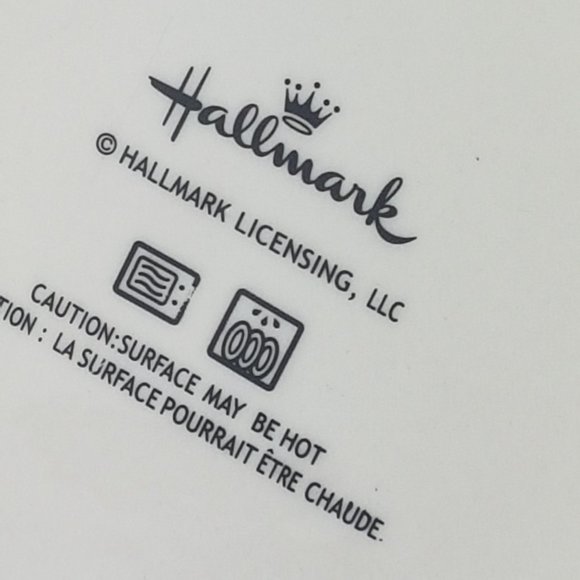 Hallmark
© HALLMARK LICENSING, LLC
CAUTION:SURFACE MAY BE HOT
TION : LA SURFACE POURRAIT ÊTRE CHAUDE.